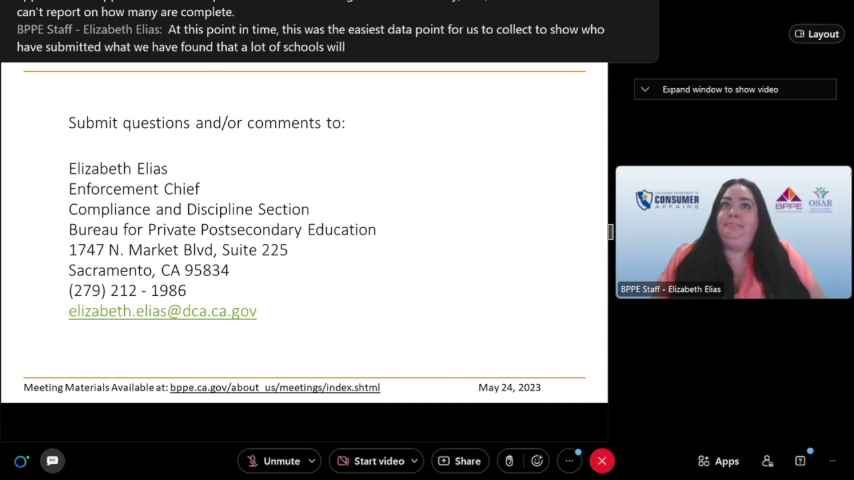 can't report on how many are complete.
BPPE Staff - Elizabeth Elias: At this point in time, this was the easiest data point for us to collect to show who
have submitted what we have found that a lot of schools will
Layout
Expand window to show video
Submit questions and/or comments to:
Elizabeth Elias
Enforcement Chief
Compliance and Discipline Section
Bureau for Private Postsecondary Education
1747 N. Market Blvd, Suite 225
Sacramento, CA 95834
(279) 212 - 1986
elizabeth.elias@dca.ca.gov
CONSUMER
AFFAIRS
BPPE
OSAR
BPPE Staff - Elizabeth Elias
Meeting Materials Available at: bppe.ca.gov/about_us/meetings/index.shtml
May 24, 2023
Unmute
Start video
Share
Apps